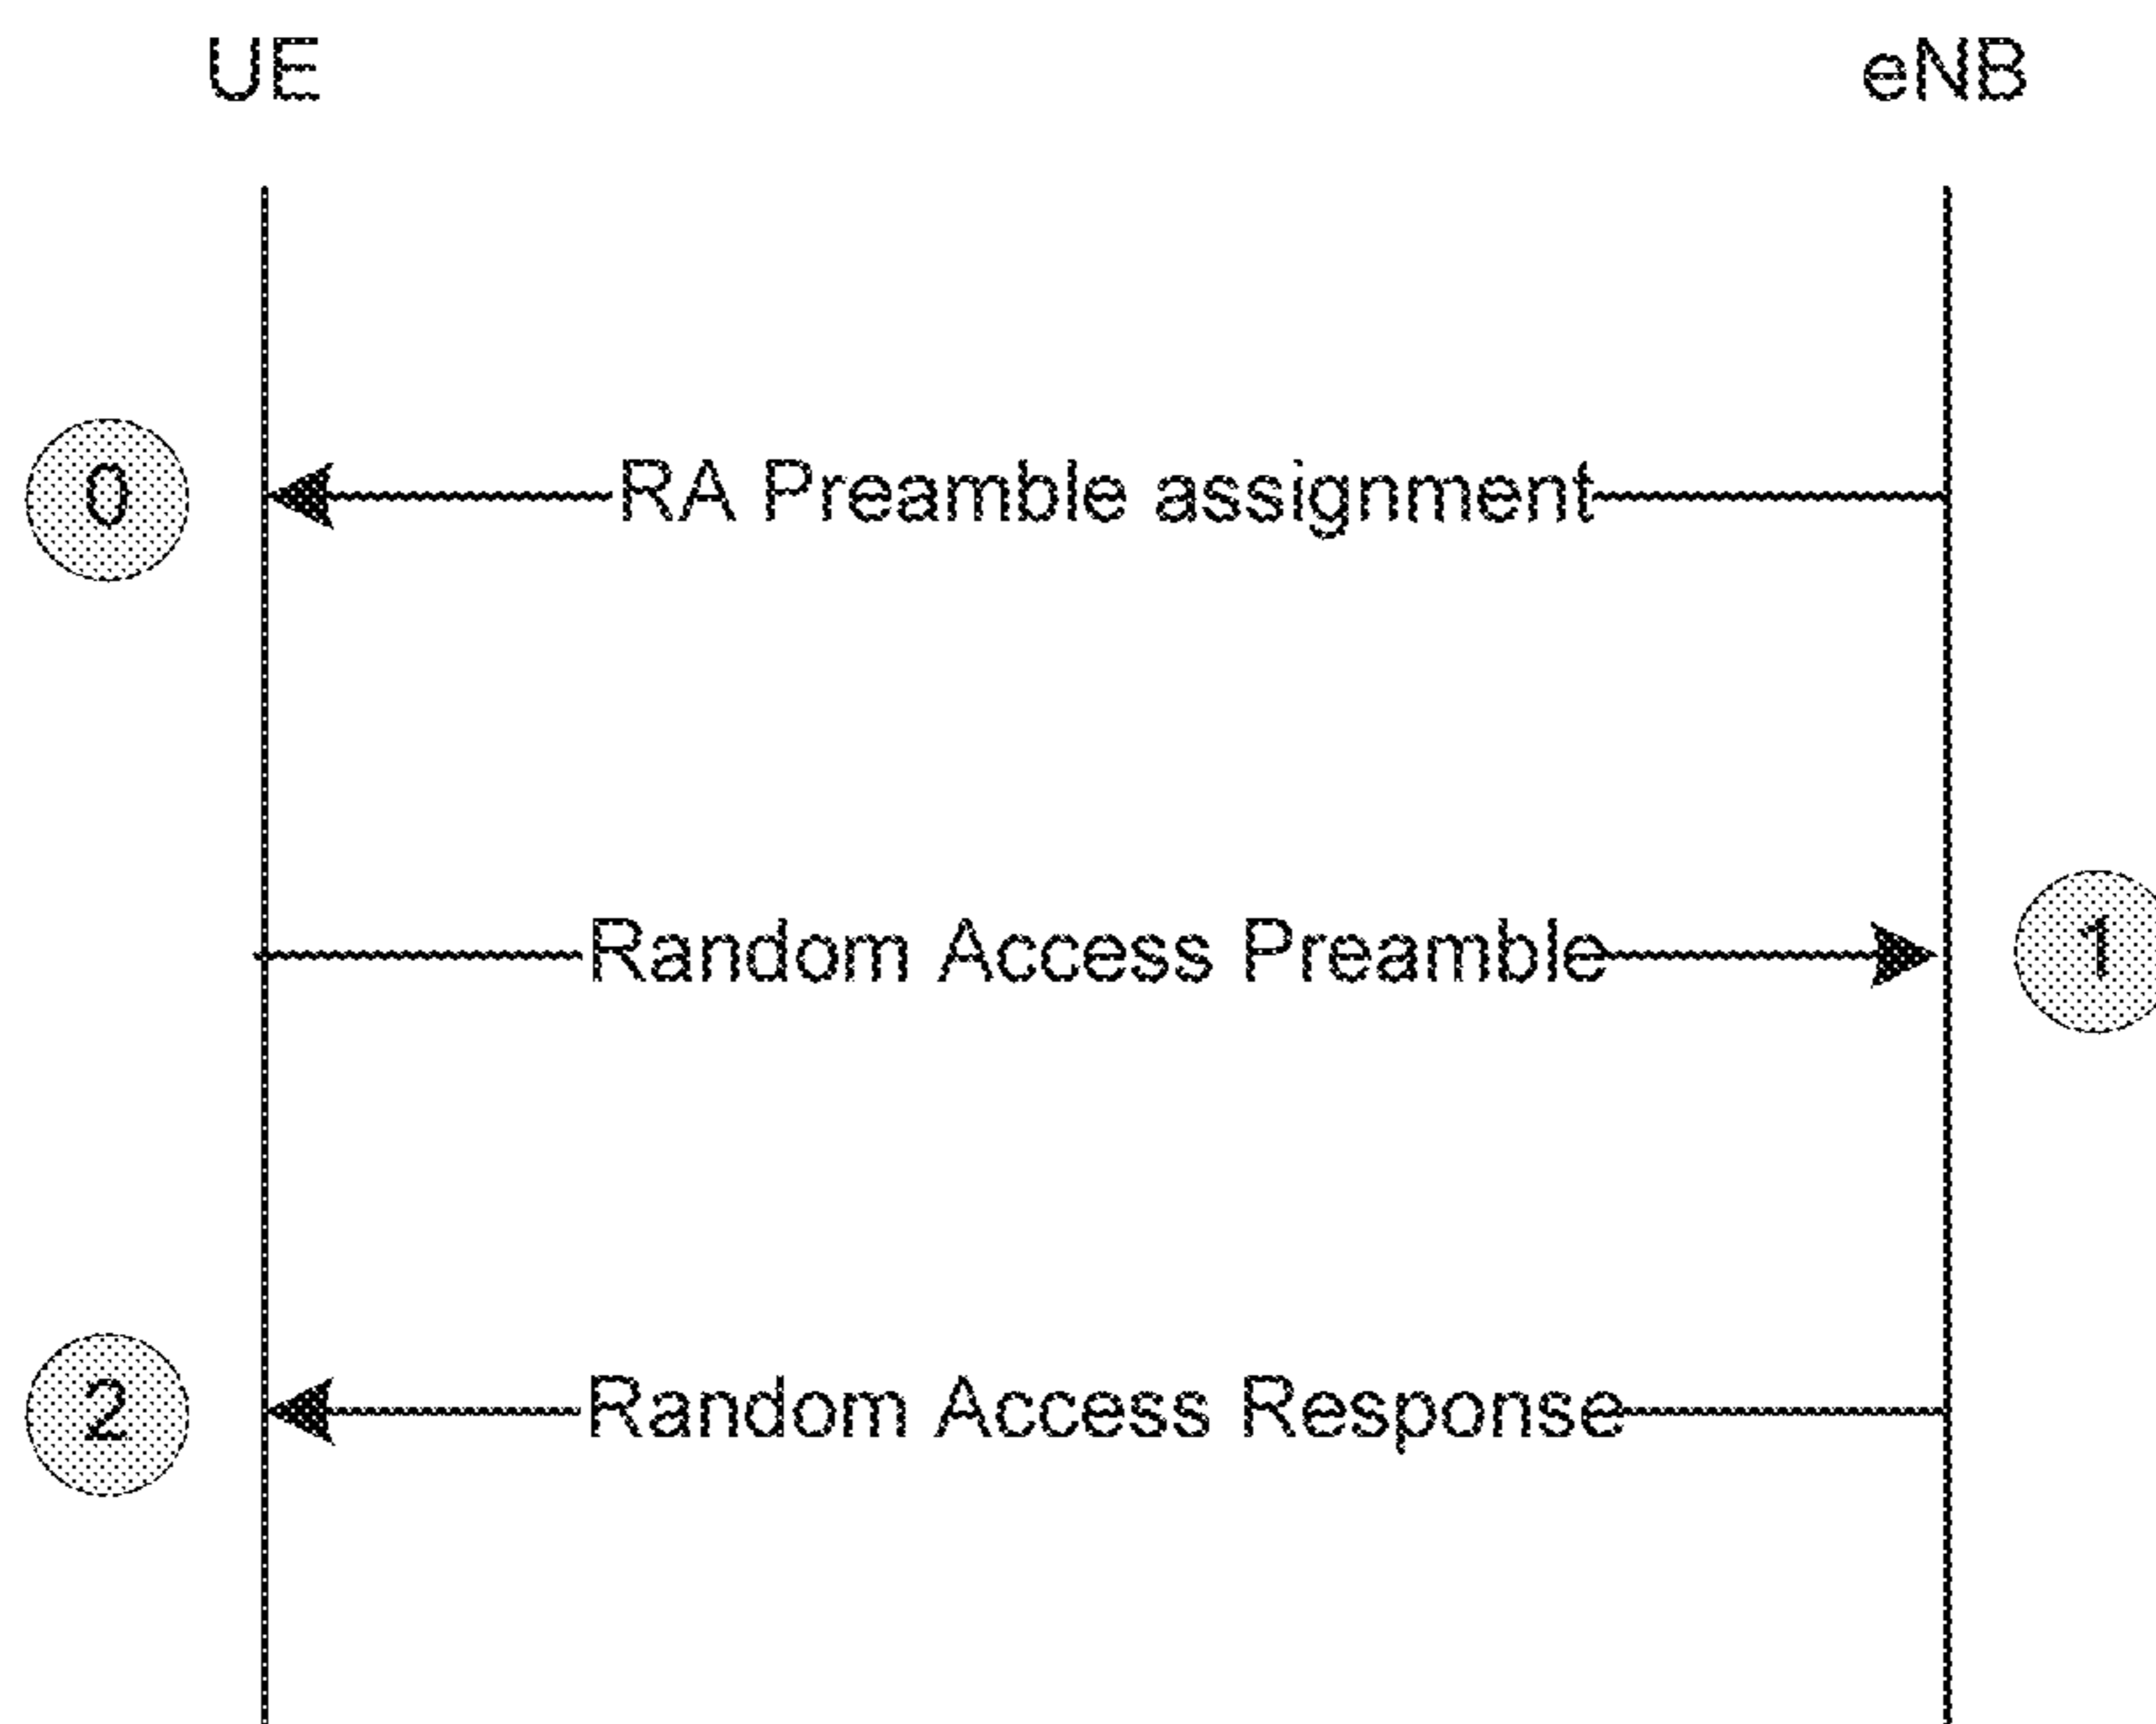 UE eNB
0 RA Preamble assignment
Random Access Preamble 1
2 Random Access Response